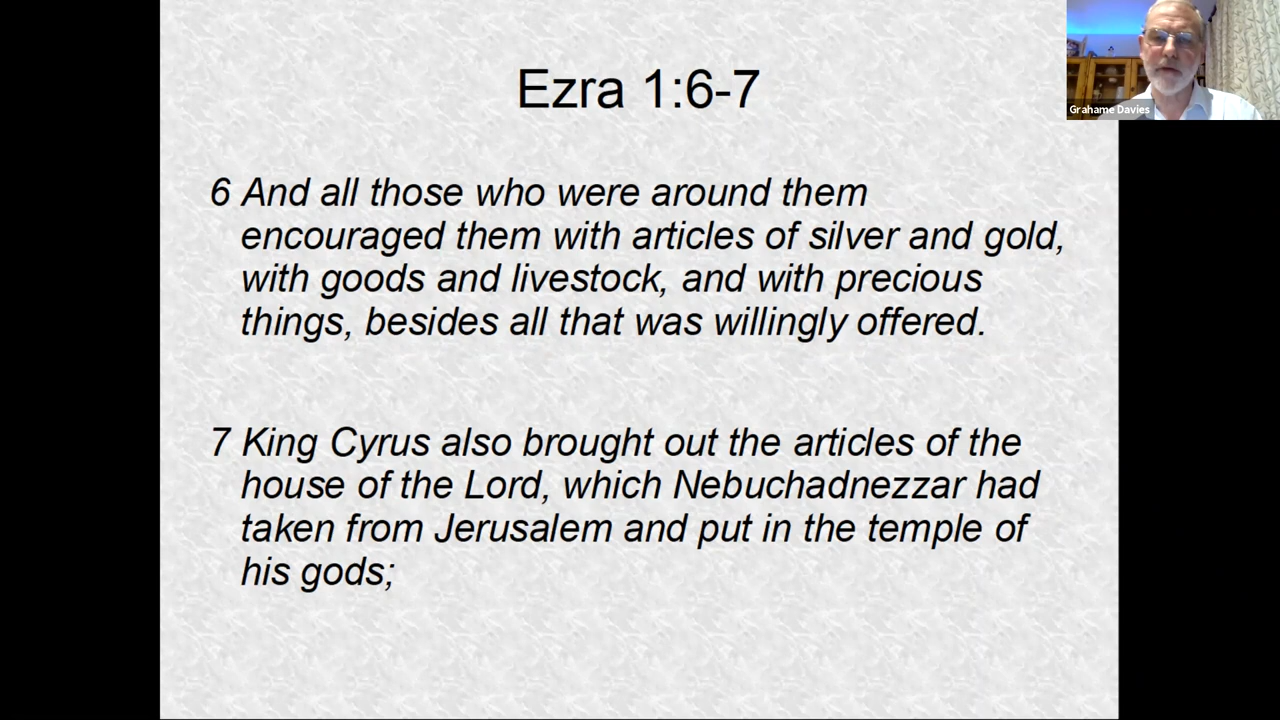 Ezra 1:6-7
Grahame Davies
6 And all those who were around them
encouraged them with articles of silver and gold,
with goods and livestock, and with precious
things, besides all that was willingly offered.
7 King Cyrus also brought out the articles of the
house of the Lord, which Nebuchadnezzar had
taken from Jerusalem and put in the temple of
his gods;